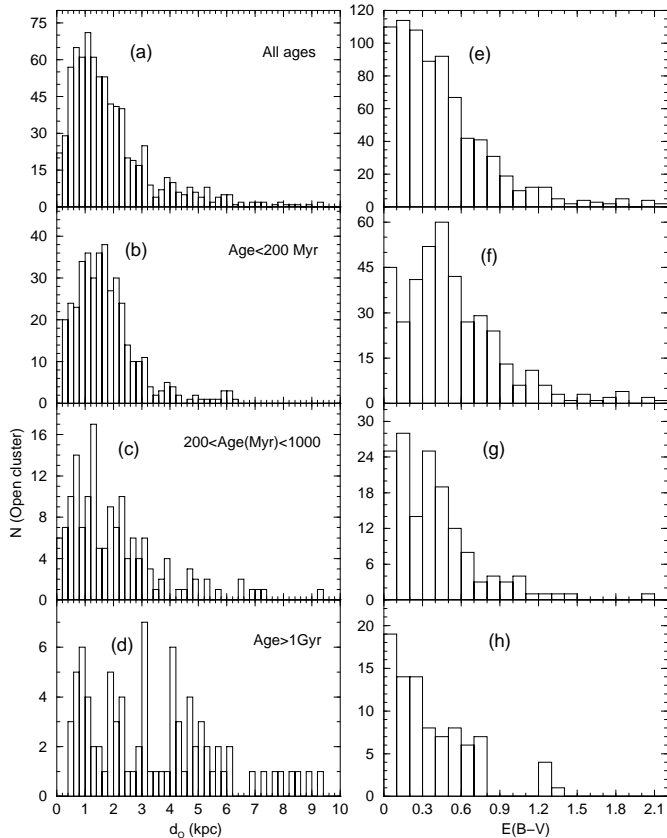 75
60
45
30
15
0
(a)
All ages
120
100
80
60
40
20
0
(e)
40
30
20
10
0
(b)
Age<200 Myr
60
45
30
15
0
(f)
16
12
8
4
0
(c)
200<Age(Myr)<1000
30
24
18
12
6
0
(g)
6
4
2
0
(d)
Age>1Gyr
20
15
10
5
0
(h)
N (Open cluster)
0 1 2 3 4 5 6 7 8 9 10
d⊙ (kpc)
0 0.3 0.6 0.9 1.2 1.5 1.8 2.1
E(B−V)